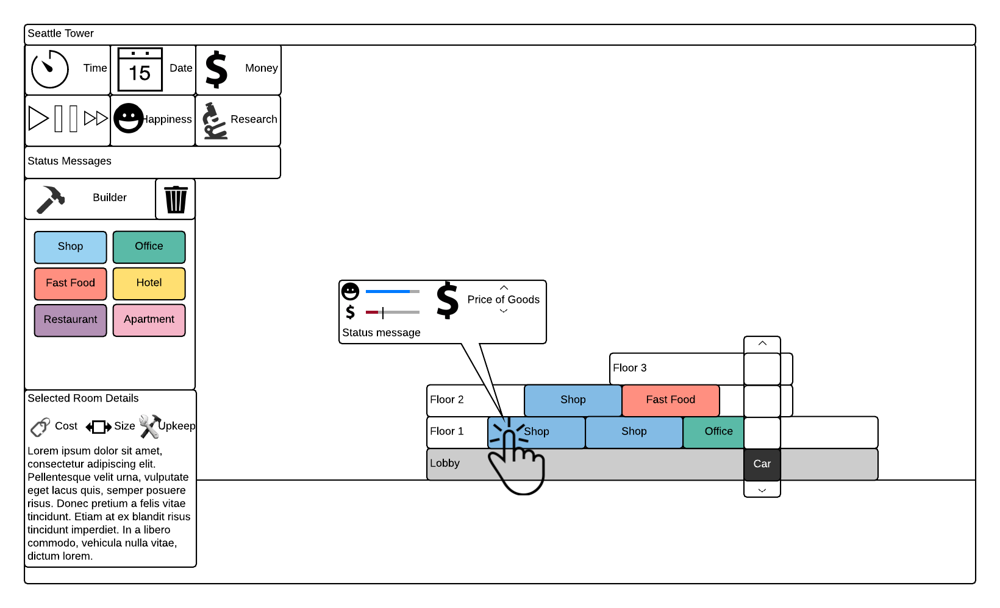 Seattle Tower
Time
15
Date
Money
Happiness
Research
Status Messages
Builder
Shop
Office
Fast Food
Hotel
Restaurant
Apartment
Selected Room Details
Cost
Size
Upkeep
Lorem ipsum dolor sit amet,
consectetur adipiscing elit.
Pellentesque velit urna, vulputate
eget lacus quis, semper posuere
risus. Donec pretium a felis vitae
tincidunt. Etiam at ex blandit risus
tincidunt imperdiet. In a libero
commodo, vehicula nulla vitae,
dictum lorem.
Price of Goods
Status message
Floor 3
Floor 2
Shop
Fast Food
Floor 1
Shop
Shop
Office
Lobby
Car